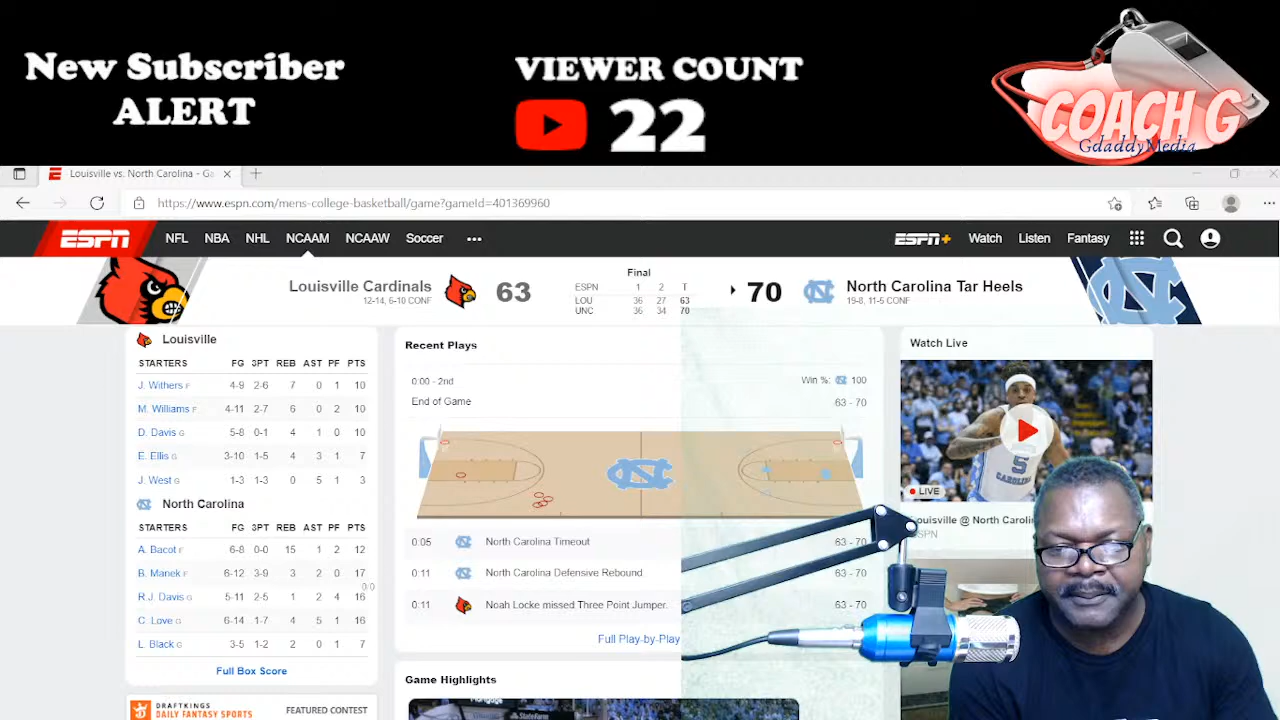 New Subscriber
ALERT
VIEWER COUNT
22
COACH G
GdaddyMedia
Louisville vs. North Carolina - Ga
https://www.espn.com/mens-college-basketball/game?gameId=401369960
ESPN NFL NBA NHL NCAAM NCAAW Soccer ... ESPN+ Watch Listen Fantasy
Louisville Cardinals
12-14, 6-10 CONF
63
Final
ESPN 1 2 T
LOU 36 27 63
UNC 36 34 70
70
North Carolina Tar Heels
19-8, 11-5 CONF
Louisville
STARTERS FG 3PT REB AST PF PTS
J. Withers F 4-9 2-6 7 0 1 10
M. Williams F 4-11 2-7 6 0 2 10
D. Davis G 5-8 0-1 4 1 0 10
E. Ellis G 3-10 1-5 4 3 1 7
J. West G 1-3 1-3 0 5 1 3
North Carolina
STARTERS FG 3PT REB AST PF PTS
A. Bacot F 6-8 0-0 15 1 2 12
B. Manek F 6-12 3-9 3 2 0 17
0/0
R.J. Davis G 5-11 2-5 1 2 4 16
C. Love G 6-14 1-7 4 5 1 16
L. Black G 3-5 1-2 2 0 1 7
Full Box Score
DRAFTKINGS
DAILY FANTASY SPORTS
FEATURED CONTEST
Recent Plays
0:00 - 2nd Win %: 100
End of Game 63 - 70
0:05 North Carolina Timeout 63 - 70
0:11 North Carolina Defensive Rebound 63 - 70
0:11 Noah Locke missed Three Point Jumper. 63 - 70
Full Play-by-Play
Game Highlights
Watch Live
5
CAROLINA
LIVE
Louisville @ North Carolin
ESPN